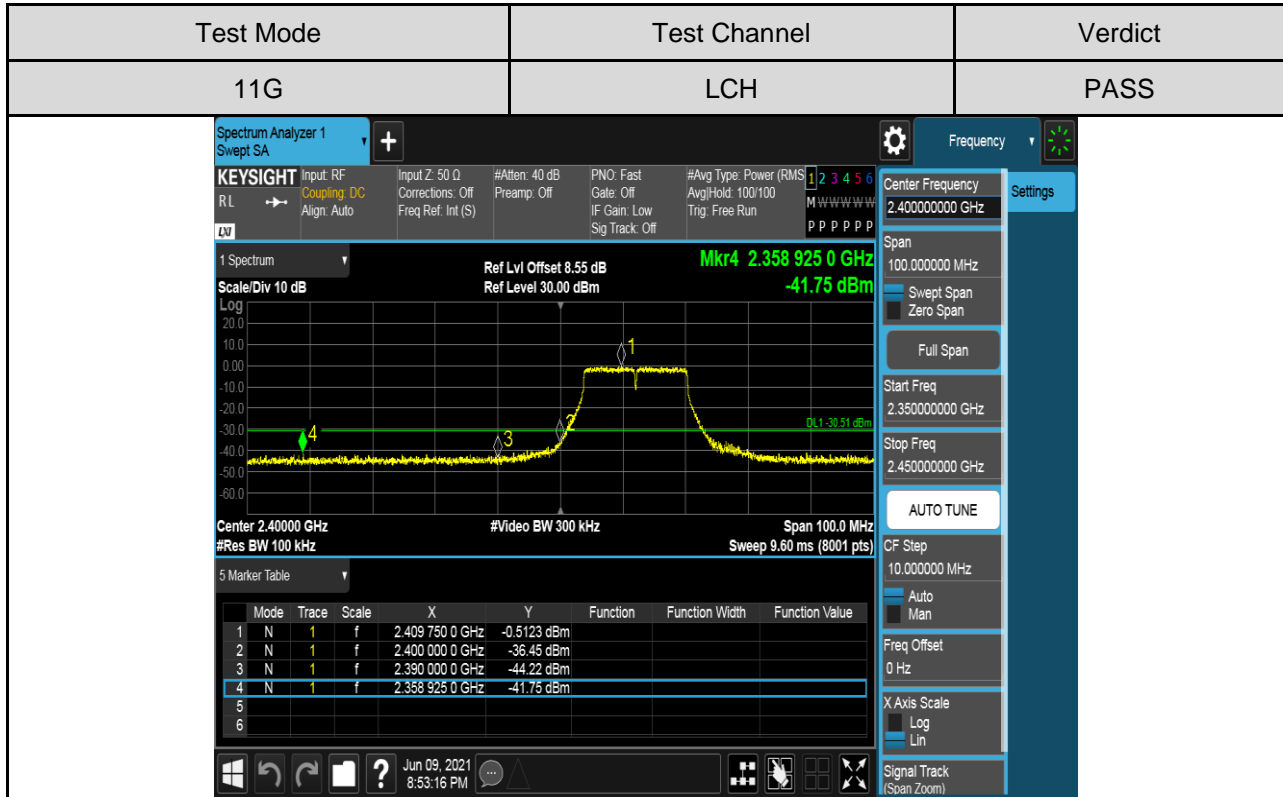 Test Mode Test Channel Verdict
11G LCH PASS
Spectrum Analyzer 1
Swept SA
+
Frequency
KEYSIGHT Input: RF Input Z: 50 Ω #Atten: 40 dB PNO: Fast #Avg Type: Power (RMS 1 2 3 4 5 6
RL Coupling: DC Corrections: Off Preamp: Off Gate: Off Avg|Hold: 100/100 M W W W W W
Align: Auto Freq Ref: Int (S) IF Gain: Low Trig: Free Run
LXI Sig Track: Off P P P P P P
1 Spectrum
Ref Lvl Offset 8.55 dB Mkr4 2.358 925 0 GHz
Scale/Div 10 dB Ref Level 30.00 dBm -41.75 dBm
Log
20.0
10.0
0.00
-10.0
-20.0
-30.0
-40.0
-50.0
-60.0
1
2
3
4
DL1 -30.51 dBm
Center 2.40000 GHz #Video BW 300 kHz Span 100.0 MHz
#Res BW 100 kHz Sweep 9.60 ms (8001 pts)
5 Marker Table
Mode Trace Scale X Y Function Function Width Function Value
1 N 1 f 2.409 750 0 GHz -0.5123 dBm
2 N 1 f 2.400 000 0 GHz -36.45 dBm
3 N 1 f 2.390 000 0 GHz -44.22 dBm
4 N 1 f 2.358 925 0 GHz -41.75 dBm
5
6
?
Jun 09, 2021
8:53:16 PM
Center Frequency
2.400000000 GHz
Settings
Span
100.000000 MHz
Swept Span
Zero Span
Full Span
Start Freq
2.350000000 GHz
Stop Freq
2.450000000 GHz
AUTO TUNE
CF Step
10.000000 MHz
Auto
Man
Freq Offset
0 Hz
X Axis Scale
Log
Lin
Signal Track
(Span Zoom)